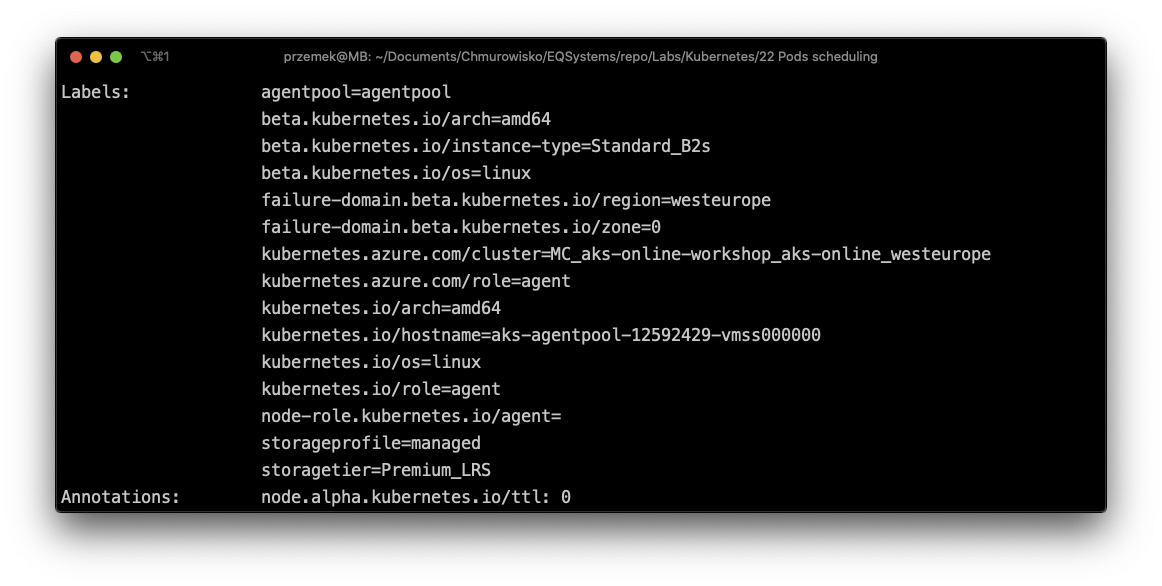 ⌥⌘1 przemek@MB: ~/Documents/Chmurowisko/EQSystems/repo/Labs/Kubernetes/22 Pods scheduling
Labels: agentpool=agentpool
beta.kubernetes.io/arch=amd64
beta.kubernetes.io/instance-type=Standard_B2s
beta.kubernetes.io/os=linux
failure-domain.beta.kubernetes.io/region=westeurope
failure-domain.beta.kubernetes.io/zone=0
kubernetes.azure.com/cluster=MC_aks-online-workshop_aks-online_westeurope
kubernetes.azure.com/role=agent
kubernetes.io/arch=amd64
kubernetes.io/hostname=aks-agentpool-12592429-vmss000000
kubernetes.io/os=linux
kubernetes.io/role=agent
node-role.kubernetes.io/agent=
storageprofile=managed
storagetier=Premium_LRS
Annotations: node.alpha.kubernetes.io/ttl: 0